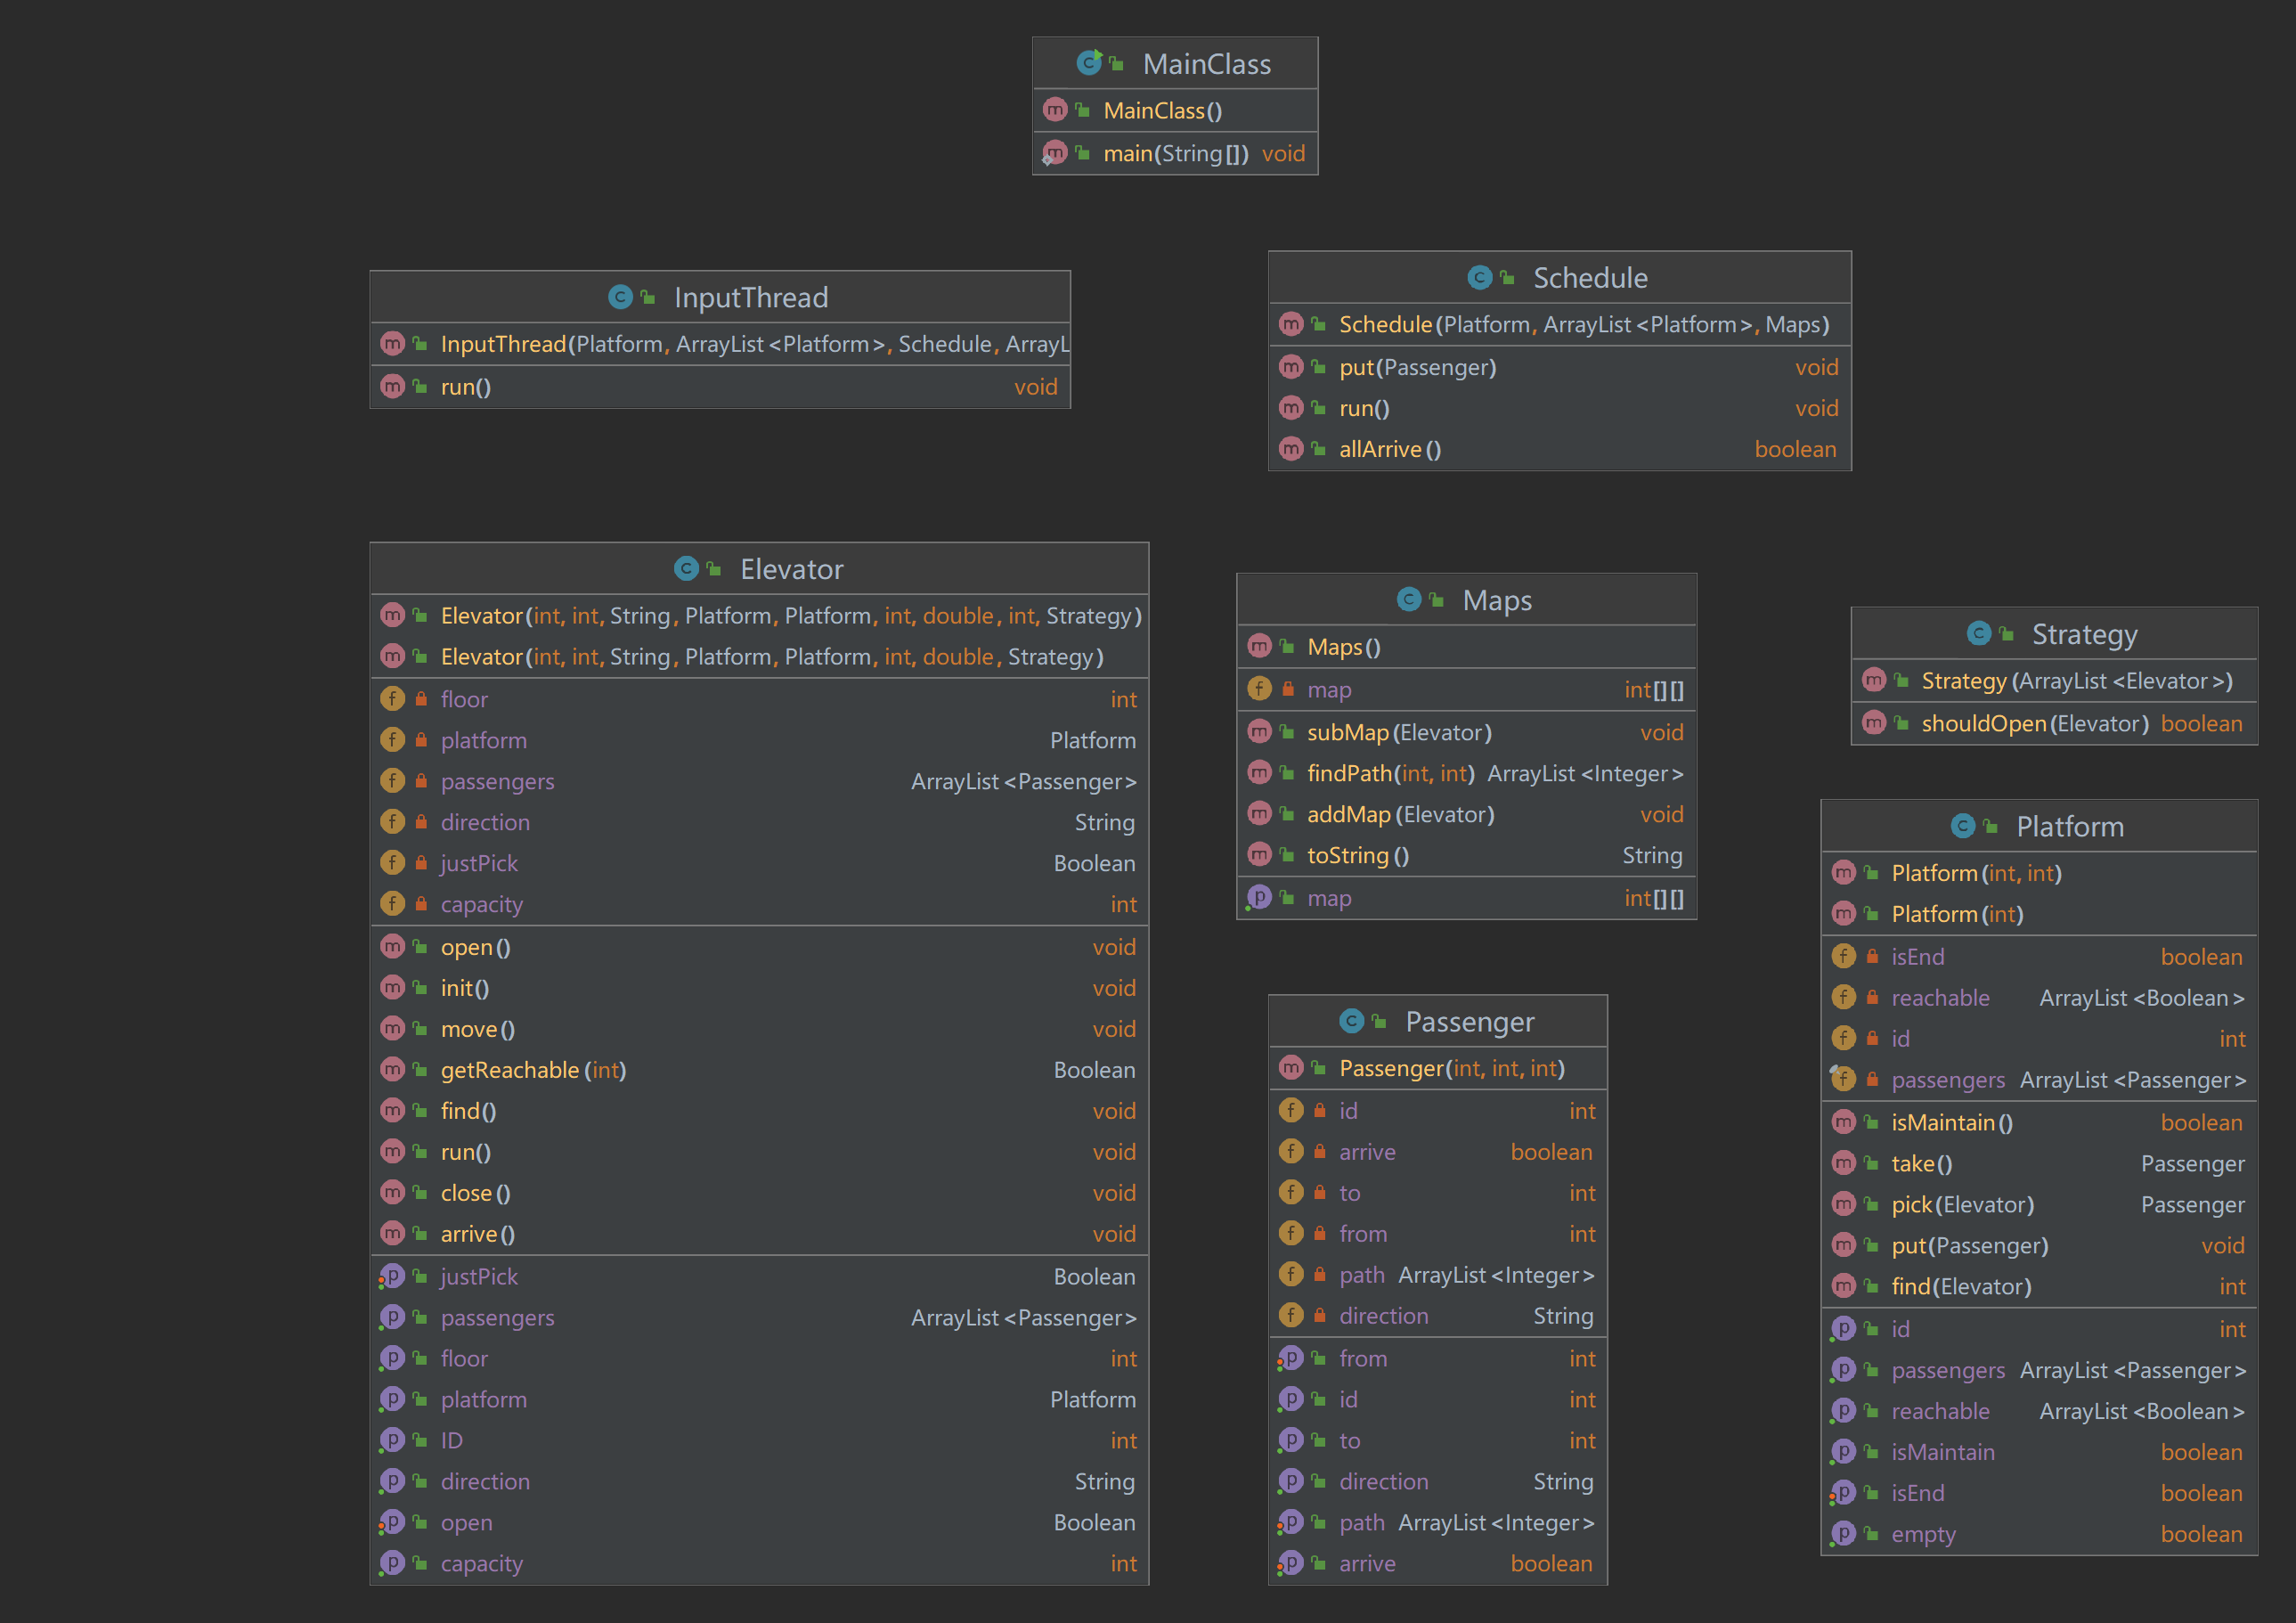 MainClass
MainClass()
main(String[]) void
InputThread
InputThread(Platform, ArrayList<Platform>, Schedule, ArrayL
run() void
Schedule
Schedule(Platform, ArrayList<Platform>, Maps)
put(Passenger) void
run() void
allArrive() boolean
Elevator
Elevator(int, int, String, Platform, Platform, int, double, int, Strategy)
Elevator(int, int, String, Platform, Platform, int, double, Strategy)
floor int
platform Platform
passengers ArrayList<Passenger>
direction String
justPick Boolean
capacity int
open() void
init() void
move() void
getReachable(int) Boolean
find() void
run() void
close() void
arrive() void
justPick Boolean
passengers ArrayList<Passenger>
floor int
platform Platform
ID int
direction String
open Boolean
capacity int
Maps
Maps()
map int[][]
subMap(Elevator) void
findPath(int, int) ArrayList<Integer>
addMap(Elevator) void
toString() String
map int[][]
Passenger
Passenger(int, int, int)
id int
arrive boolean
to int
from int
path ArrayList<Integer>
direction String
from int
id int
to int
direction String
path ArrayList<Integer>
arrive boolean
Strategy
Strategy(ArrayList<Elevator>)
shouldOpen(Elevator) boolean
Platform
Platform(int, int)
Platform(int)
isEnd boolean
reachable ArrayList<Boolean>
id int
passengers ArrayList<Passenger>
isMaintain() boolean
take() Passenger
pick(Elevator) Passenger
put(Passenger) void
find(Elevator) int
id int
passengers ArrayList<Passenger>
reachable ArrayList<Boolean>
isMaintain boolean
isEnd boolean
empty boolean